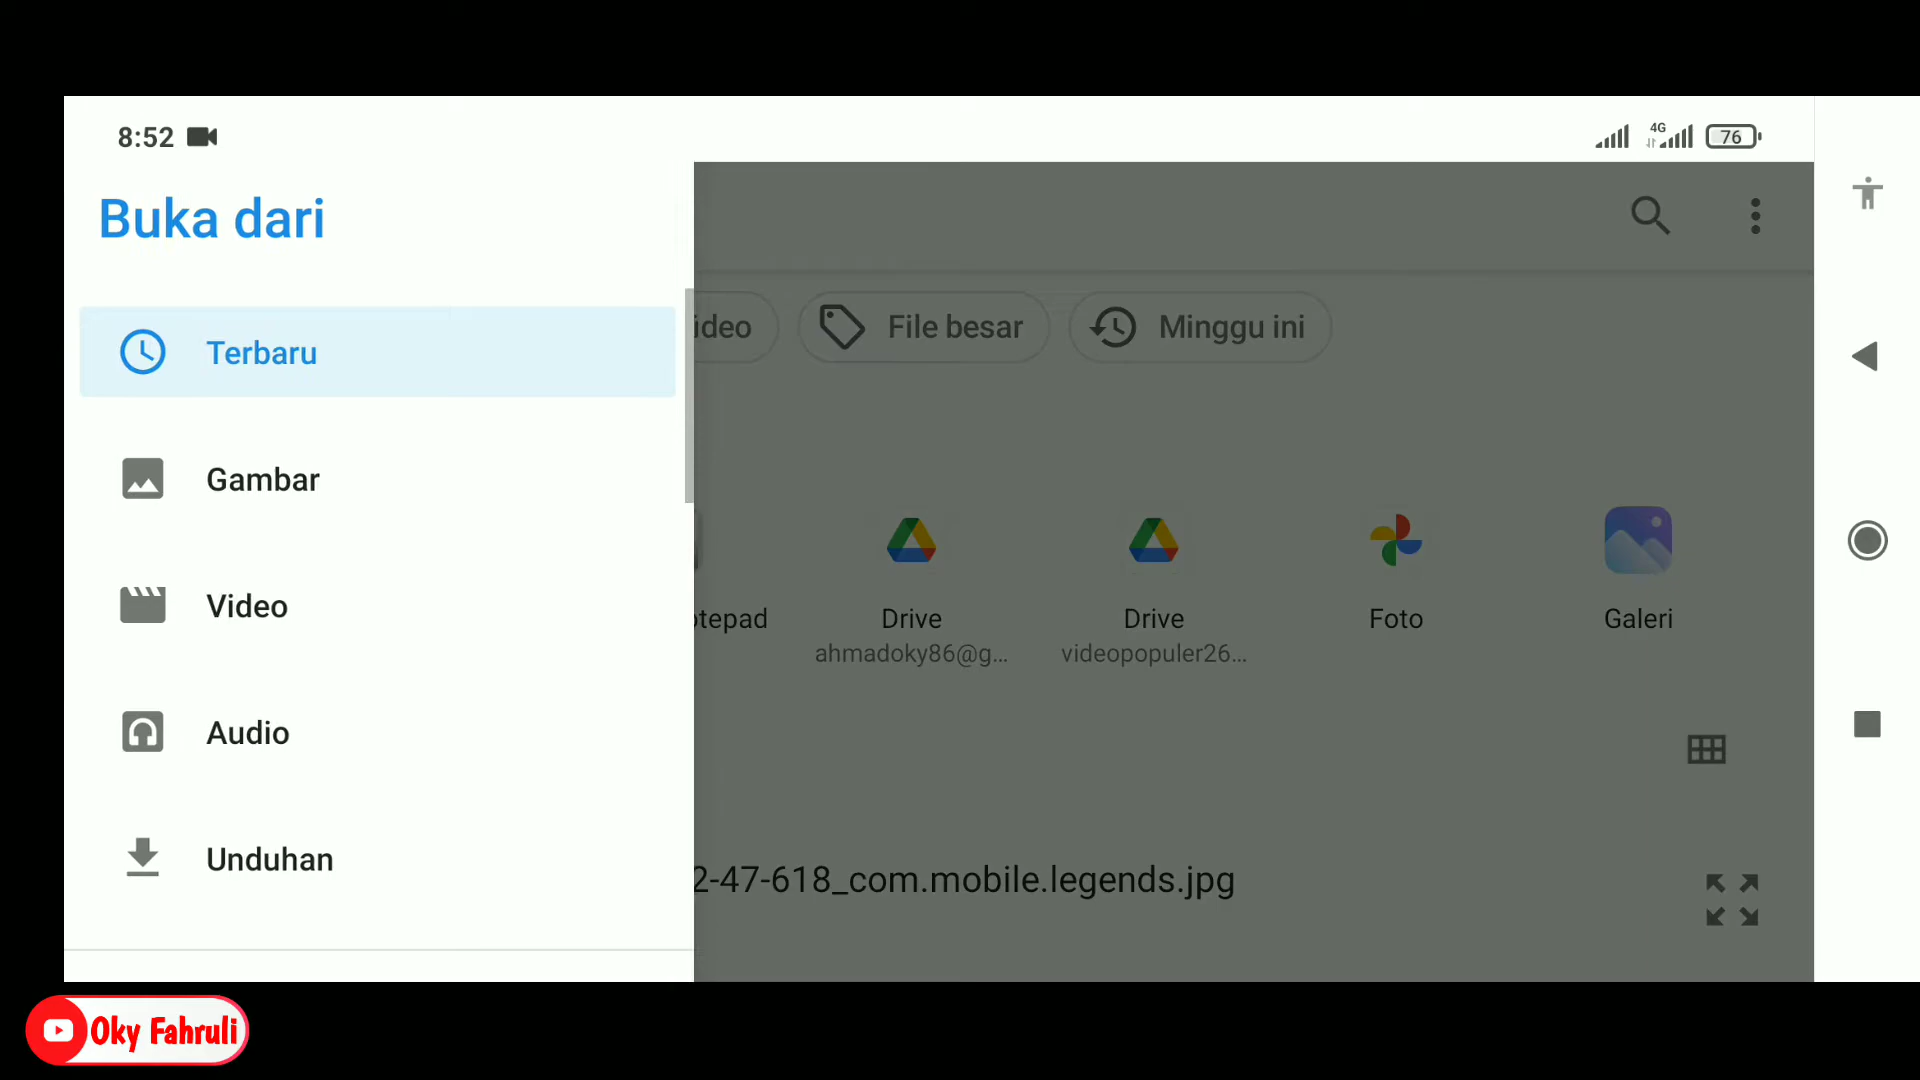 8:52
4G
76
Buka dari
Terbaru
Gambar
Video
Audio
Unduhan
ideo
File besar
Minggu ini
otepad
Drive
ahmadoky86@g...
Drive
videopopuler26...
Foto
Galeri
2-47-618_com.mobile.legends.jpg
Oky Fahruli